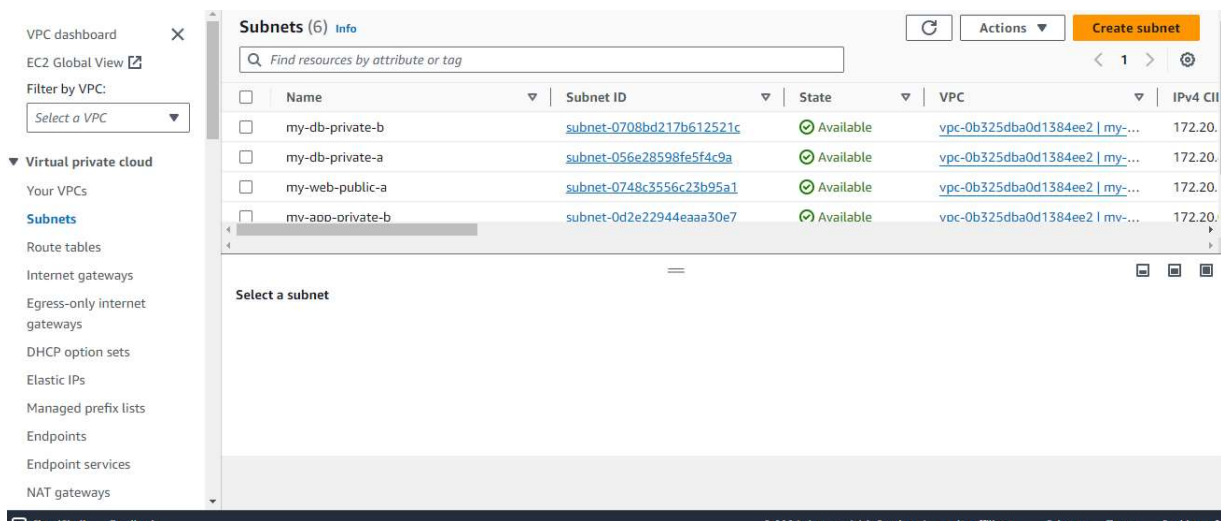 VPC dashboard
EC2 Global View
Filter by VPC:
Select a VPC
Virtual private cloud
Your VPCs
Subnets
Route tables
Internet gateways
Egress-only internet
gateways
DHCP option sets
Elastic IPs
Managed prefix lists
Endpoints
Endpoint services
NAT gateways
Subnets (6) Info
Actions
Create subnet
Find resources by attribute or tag
1
Name Subnet ID State VPC IPv4 CII
my-db-private-b subnet-0708bd217b612521c Available vpc-0b325dba0d1384ee2 | my-... 172.20.
my-db-private-a subnet-056e28598fe5f4c9a Available vpc-0b325dba0d1384ee2 | my-... 172.20.
my-web-public-a subnet-0748c3556c23b95a1 Available vpc-0b325dba0d1384ee2 | my-... 172.20.
my-app-private-b subnet-0d2e22944eaaa30e7 Available vpc-0b325dba0d1384ee2 | my-... 172.20.
Select a subnet